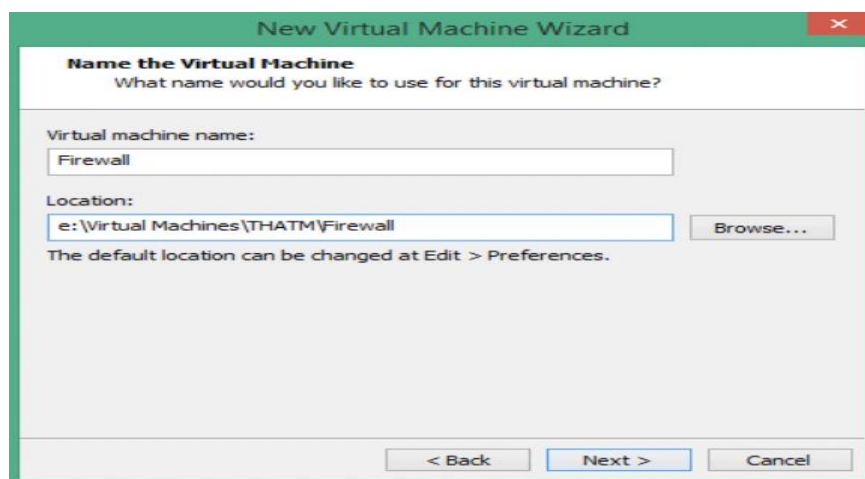 New Virtual Machine Wizard
Name the Virtual Machine
What name would you like to use for this virtual machine?
Virtual machine name:
Firewall
Location:
e:\Virtual Machines\THATM\Firewall
Browse...
The default location can be changed at Edit > Preferences.
< Back
Next >
Cancel